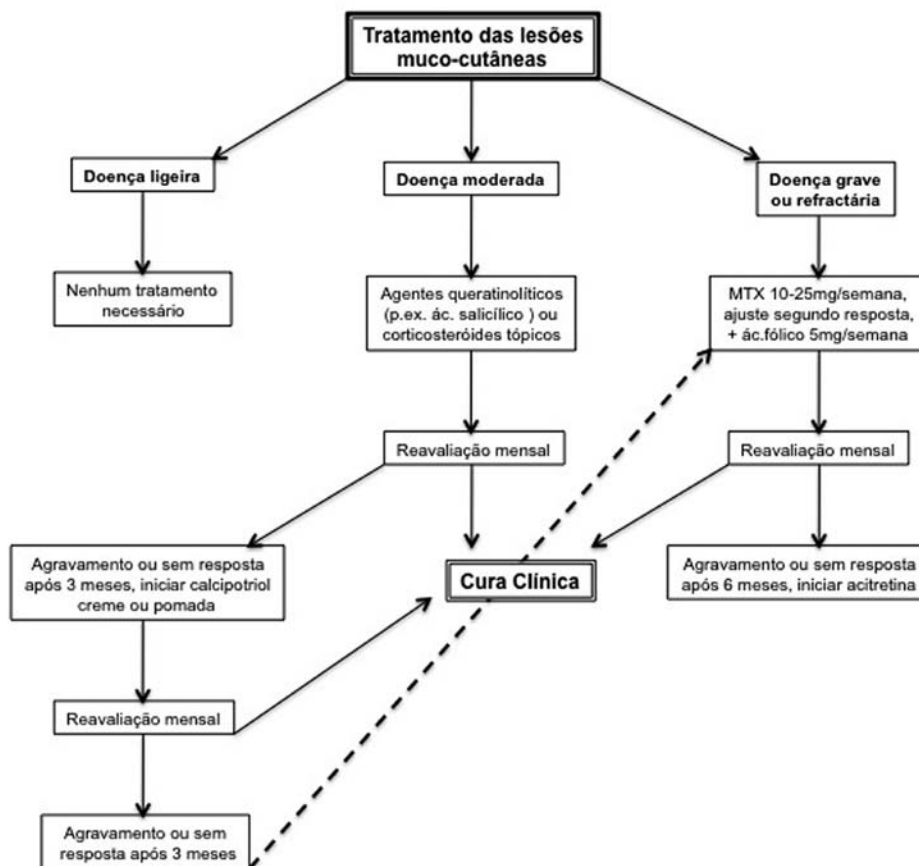 Tratamento das lesões
muco-cutâneas
Doença ligeira
Doença moderada
Doença grave
ou refractária
Nenhum tratamento
necessário
Agentes queratinolíticos
(p.ex. ác. salicílico ) ou
corticosteróides tópicos
MTX 10-25mg/semana,
ajuste segundo resposta,
+ ác.fólico 5mg/semana
Reavaliação mensal
Reavaliação mensal
Agravamento ou sem resposta
após 3 meses, iniciar calcipotriol
creme ou pomada
Cura Clínica
Agravamento ou sem resposta
após 6 meses, iniciar acitretina
Reavaliação mensal
Agravamento ou sem
resposta após 3 meses